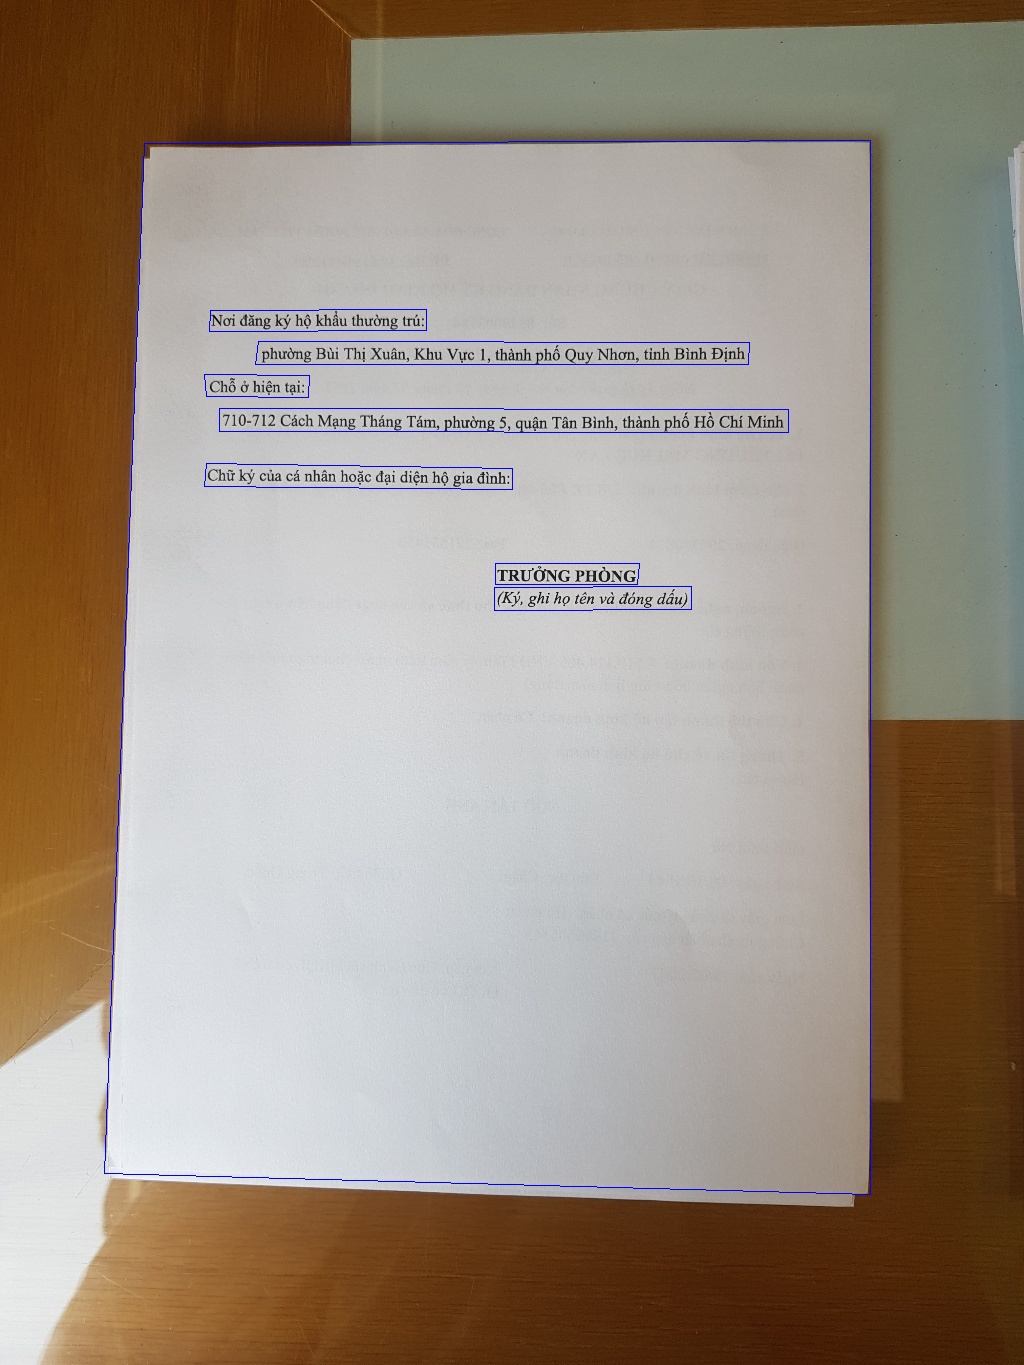 Nơi đăng ký hộ khẩu thường trú:
phường Bùi Thị Xuân, Khu Vực 1, thành phố Quy Nhơn, tỉnh Bình Định
Chỗ ở hiện tại:
710-712 Cách Mạng Tháng Tám, phường 5, quận Tân Bình, thành phố Hồ Chí Minh
Chữ ký của cá nhân hoặc đại diện hộ gia đình:
TRƯỞNG PHÒNG
(Ký, ghi họ tên và đóng dấu)